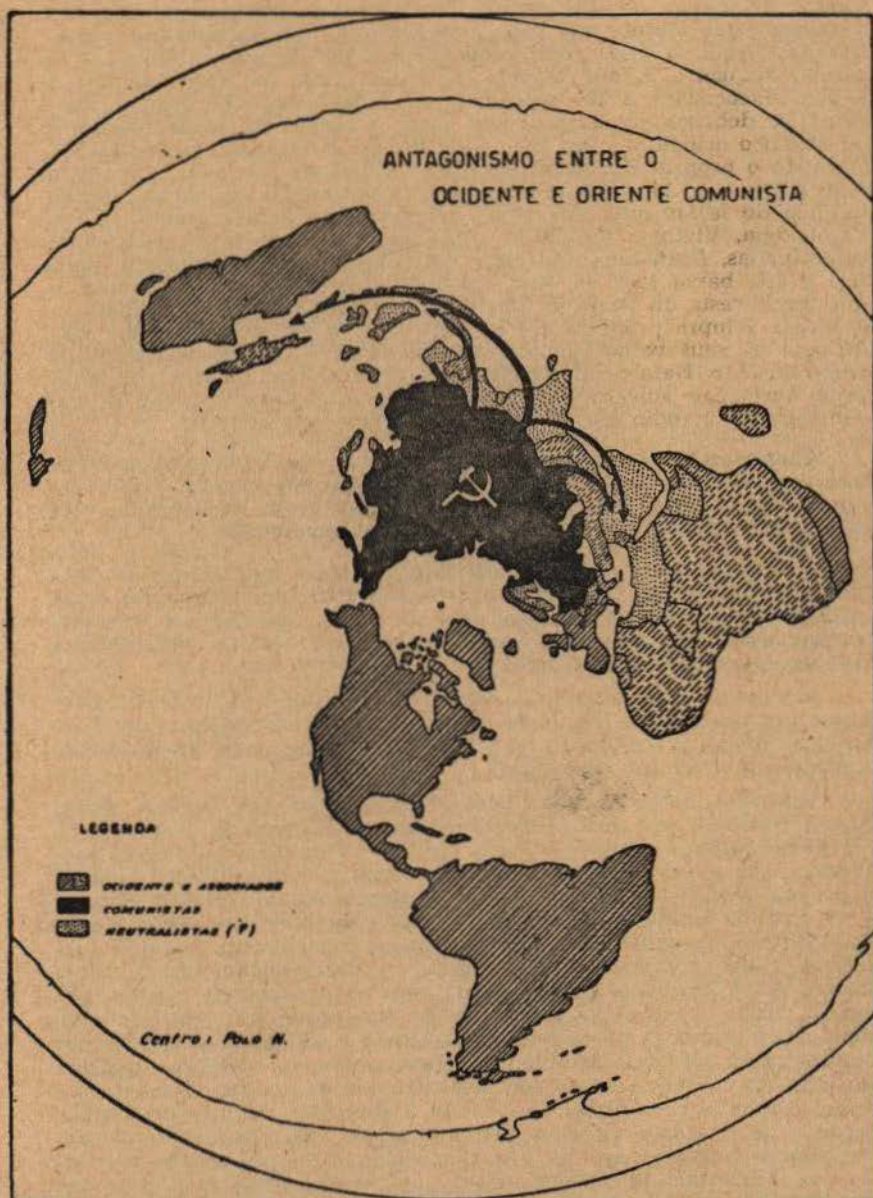 ANTAGONISMO ENTRE O
OCIDENTE E ORIENTE COMUNISTA
LEGENDA
OCIDENTE e ASSOCIADOS
COMUNISTAS
NEUTRALISTAS (?)
Centro: POLO N.